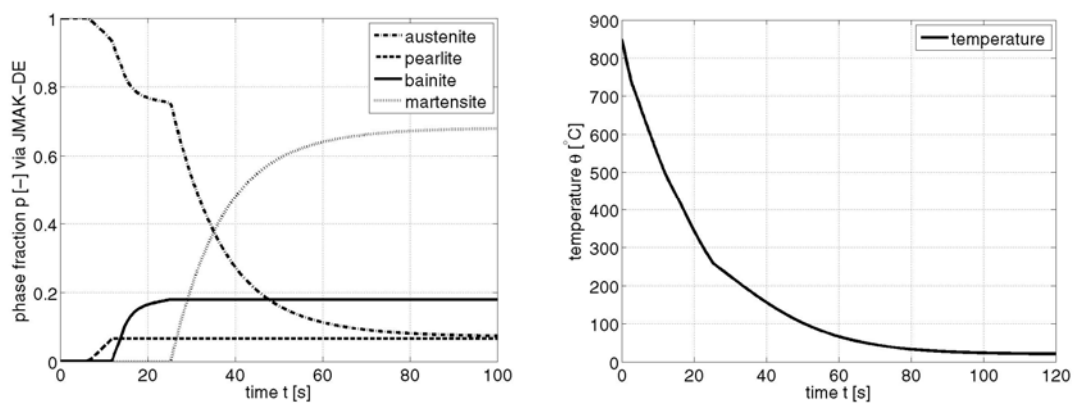 phase fraction p [−] via JMAK−DE
1
0.8
0.6
0.4
0.2
0
austenite
pearlite
bainite
martensite
0 20 40 60 80 100
time t [s]
temperature θ [°C]
900
800
700
600
500
400
300
200
100
0
temperature
0 20 40 60 80 100 120
time t [s]